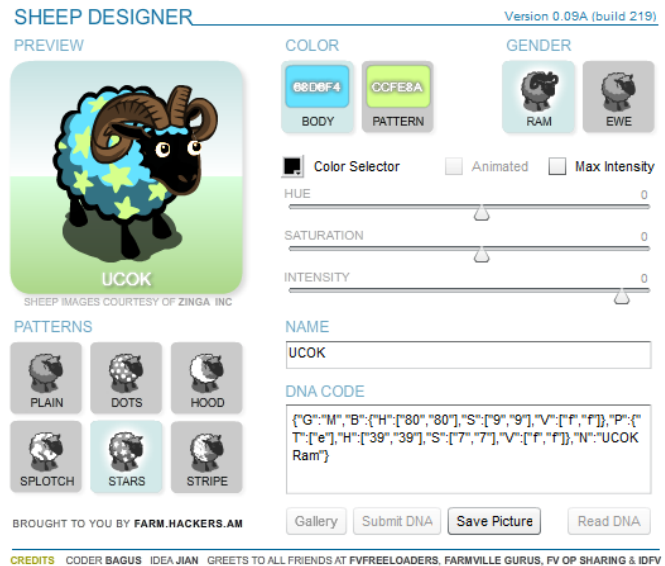 SHEEP DESIGNER
Version 0.09A (build 219)
PREVIEW
UCOK
SHEEP IMAGES COURTESY OF ZINGA INC
COLOR
68D8F4
BODY
CCFE8A
PATTERN
GENDER
RAM
EWE
Color Selector
Animated
Max Intensity
HUE
0
SATURATION
0
INTENSITY
0
PATTERNS
PLAIN
DOTS
HOOD
SPLOTCH
STARS
STRIPE
NAME
UCOK
DNA CODE
{"G":"M","B":{"H":["80","80"],"S":["9","9"],"V":["f","f"]},"P":{"
T":["e"],"H":["39","39"],"S":["7","7"],"V":["f","f"]},"N":"UCOK
Ram"}
Gallery
Submit DNA
Save Picture
Read DNA
BROUGHT TO YOU BY FARM.HACKERS.AM
CREDITS CODER BAGUS IDEA JIAN GREETS TO ALL FRIENDS AT FVFREELOADERS, FARMVILLE GURUS, FV OP SHARING & IDFV